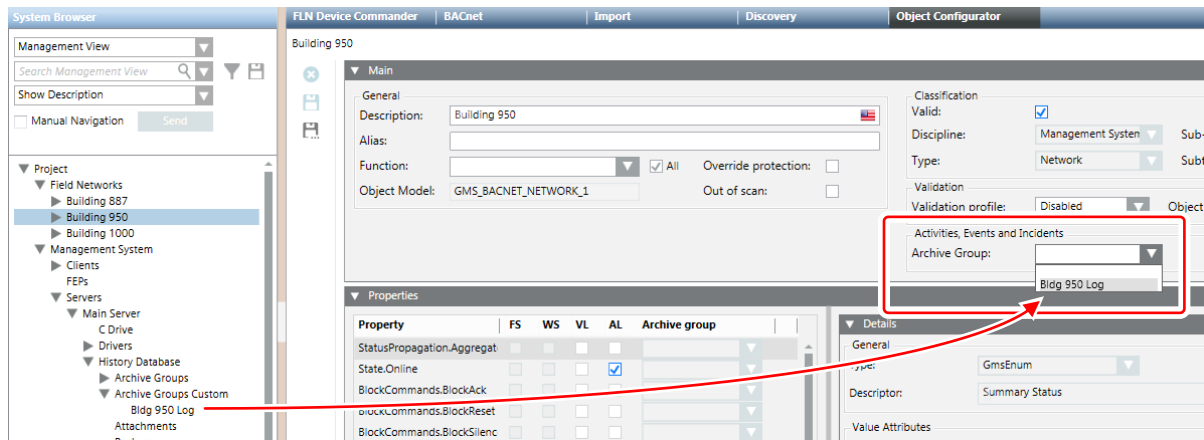 System Browser
Management View
Search Management View
Show Description
Manual Navigation
Send
Project
Field Networks
Building 887
Building 950
Building 1000
Management System
Clients
FEPs
Servers
Main Server
C Drive
Drivers
History Database
Archive Groups
Archive Groups Custom
Bldg 950 Log
Attachments
FLN Device Commander
BACnet
Import
Discovery
Object Configurator
Building 950
Main
General
Description: Building 950
Alias:
Function: All Override protection:
Object Model: GMS_BACNET_NETWORK_1 Out of scan:
Classification
Valid:
Discipline: Management System Sub-
Type: Network Subt
Validation
Validation profile: Disabled Object
Activities, Events and Incidents
Archive Group:
Bldg 950 Log
Properties
Property FS WS VL AL Archive group
StatusPropagation.Aggregat
State.Online
BlockCommands.BlockAck
BlockCommands.BlockReset
BlockCommands.BlockSilenc
Details
General
Type: GmsEnum
Descriptor: Summary Status
Value Attributes